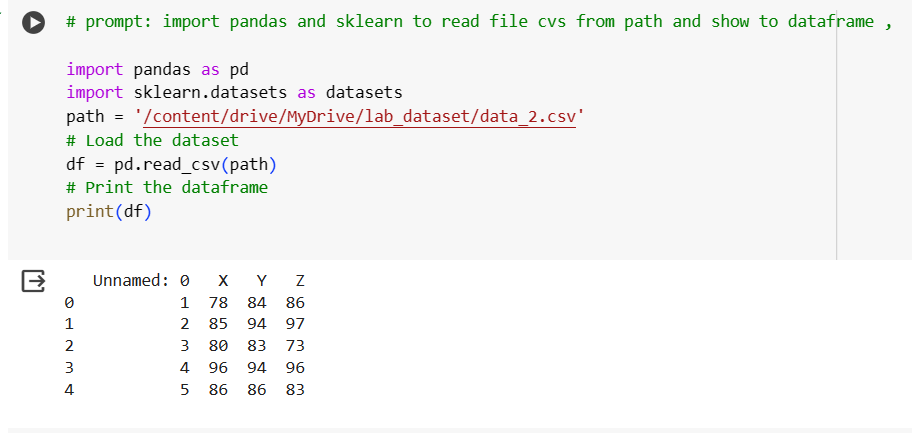 # prompt: import pandas and sklearn to read file cvs from path and show to dataframe ,
import pandas as pd
import sklearn.datasets as datasets
path = '/content/drive/MyDrive/lab_dataset/data_2.csv'
# Load the dataset
df = pd.read_csv(path)
# Print the dataframe
print(df)
Unnamed: 0 X Y Z
0 1 78 84 86
1 2 85 94 97
2 3 80 83 73
3 4 96 94 96
4 5 86 86 83